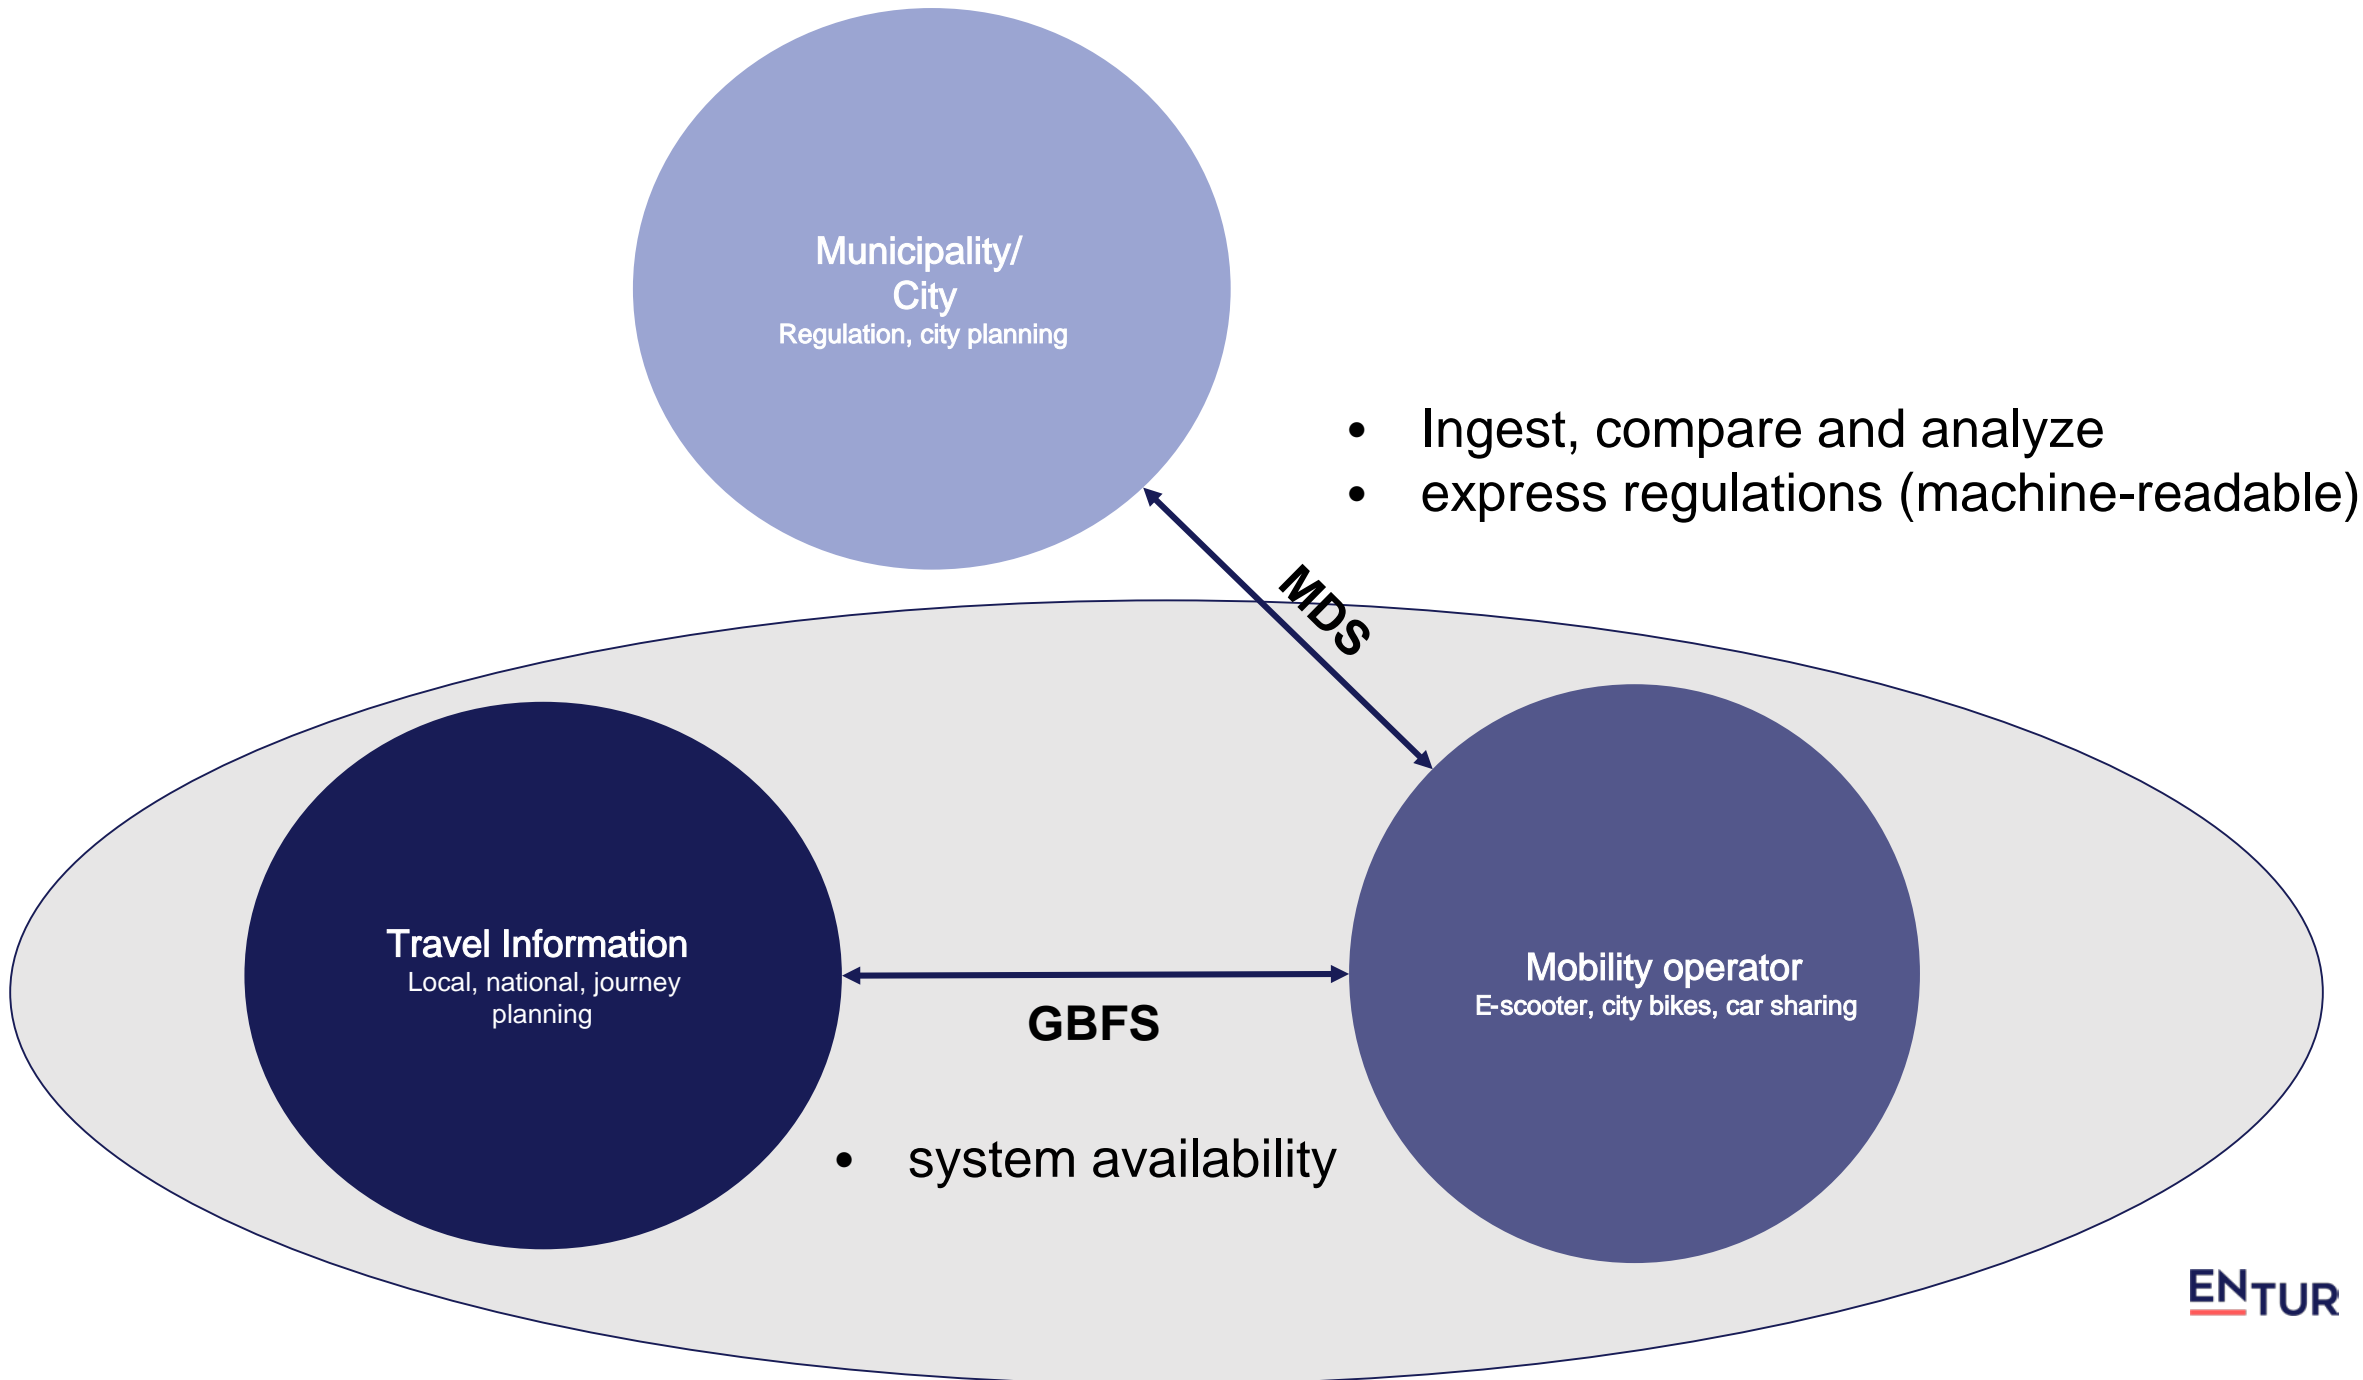 Municipality/
City
Regulation, city planning
• Ingest, compare and analyze
• express regulations (machine-readable)
MDS
Travel Information
Local, national, journey
planning
Mobility operator
E-scooter, city bikes, car sharing
GBFS
• system availability
ENTUR